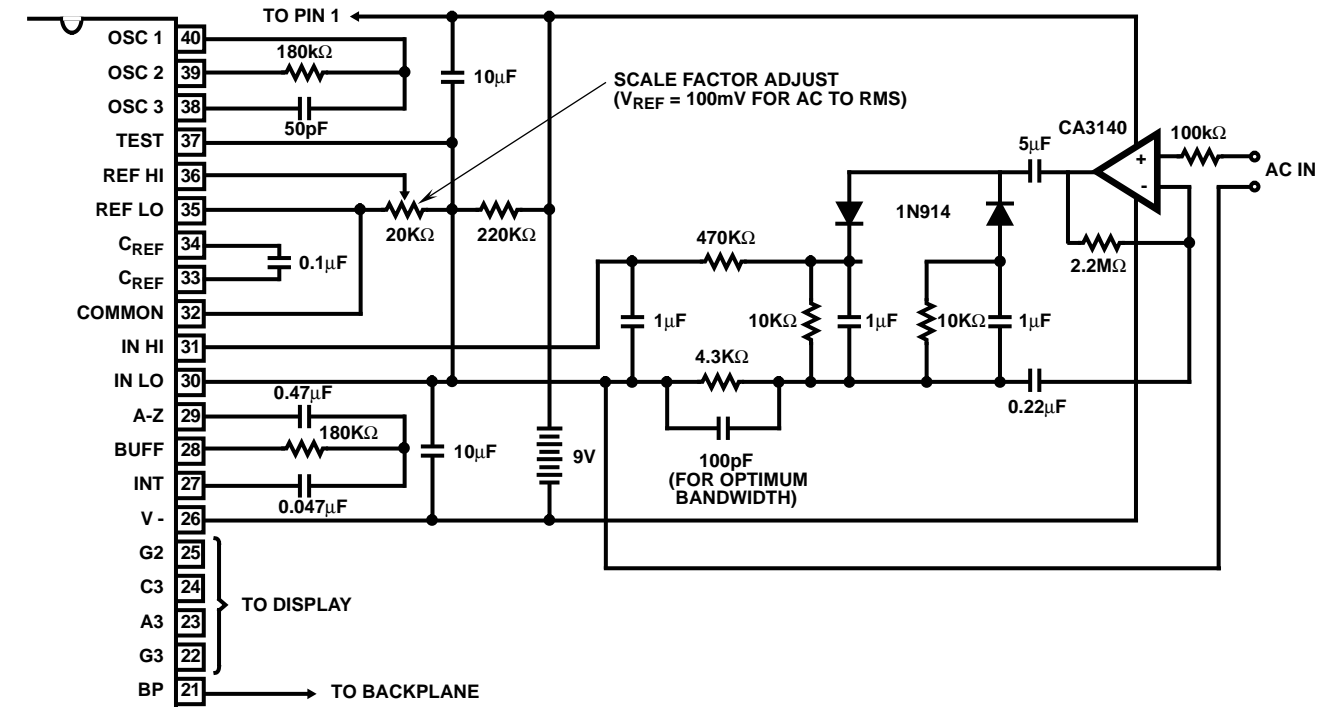 TO PIN 1
OSC 1 40
180kΩ
OSC 2 39
10μF
SCALE FACTOR ADJUST
(VREF = 100mV FOR AC TO RMS)
OSC 3 38
50pF
CA3140
100kΩ
TEST 37
5μF
+
-
AC IN
REF HI 36
REF LO 35
20KΩ
220KΩ
1N914
470KΩ
2.2MΩ
CREF 34
0.1μF
CREF 33
COMMON 32
1μF
10KΩ
1μF
10KΩ
1μF
IN HI 31
4.3KΩ
IN LO 30
0.47μF
0.22μF
A-Z 29
180KΩ
BUFF 28
10μF
9V
100pF
(FOR OPTIMUM
BANDWIDTH)
INT 27
0.047μF
V - 26
G2 25
C3 24
TO DISPLAY
A3 23
G3 22
BP 21
TO BACKPLANE